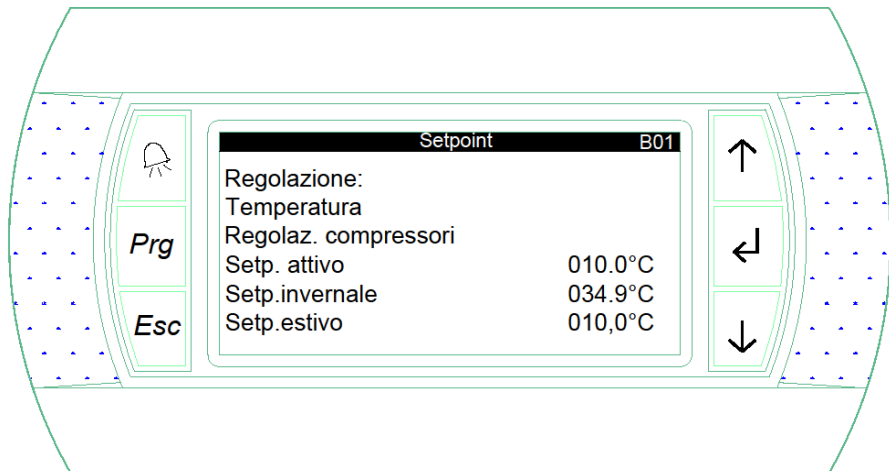 Setpoint B01
Regolazione:
Temperatura
Regolaz. compressori
Setp. attivo 010.0°C
Setp.invernale 034.9°C
Setp.estivo 010,0°C
Prg
Esc